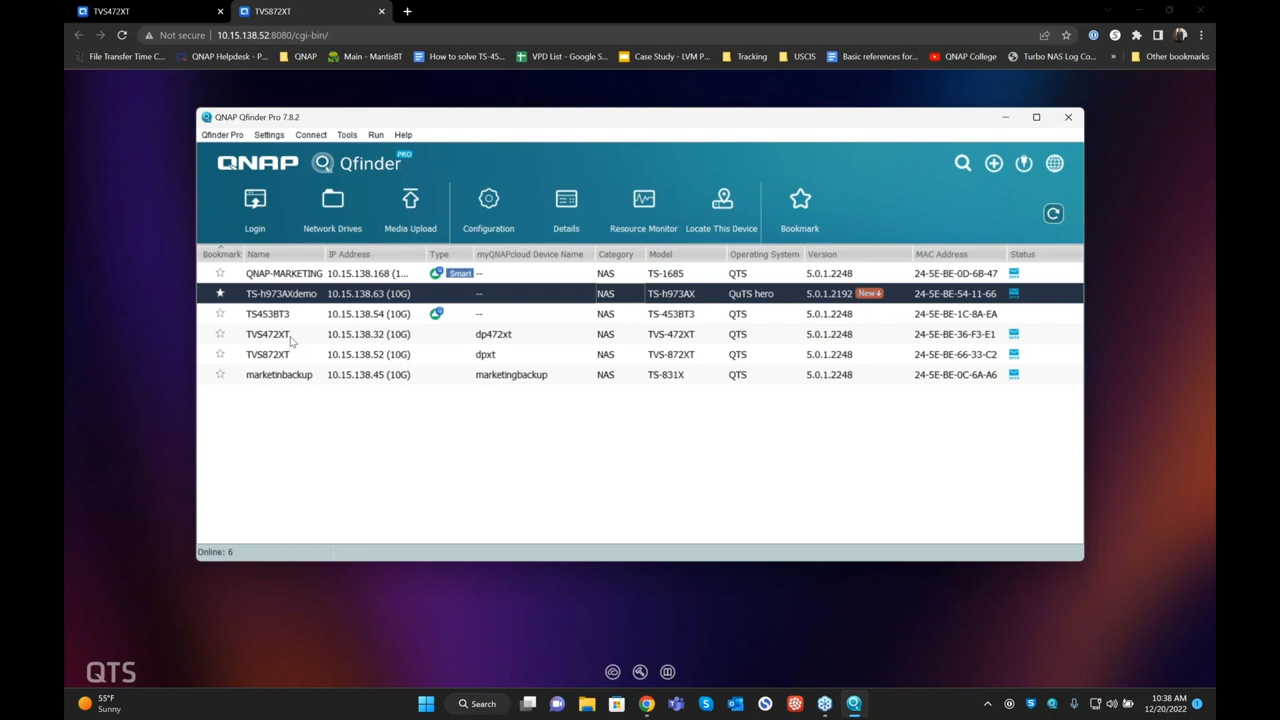 TVS472XT
TVS872XT
Not secure 10.15.138.52:8080/cgi-bin/
File Transfer Time C...
QNAP Helpdesk - P...
QNAP
Main - MantisBT
How to solve TS-45...
VPD List - Google S...
Case Study - LVM P...
Tracking
USCIS
Basic references for...
QNAP College
Turbo NAS Log Co...
»
Other bookmarks
QNAP Qfinder Pro 7.8.2
Qfinder Pro Settings Connect Tools Run Help
QNAP Qfinder PRO
Login
Network Drives
Media Upload
Configuration
Details
Resource Monitor
Locate This Device
Bookmark
Bookmark Name IP Address Type myQNAPcloud Device Name Category Model Operating System Version MAC Address Status
QNAP-MARKETING 10.15.138.168 (1... Smart -- NAS TS-1685 QTS 5.0.1.2248 24-5E-BE-0D-6B-47
TS-h973AXdemo 10.15.138.63 (10G) -- NAS TS-h973AX QuTS hero 5.0.1.2192 New 24-5E-BE-54-11-66
TS453BT3 10.15.138.54 (10G) -- NAS TS-453BT3 QTS 5.0.1.2248 24-5E-BE-1C-8A-EA
TVS472XT 10.15.138.32 (10G) dp472xt NAS TVS-472XT QTS 5.0.1.2248 24-5E-BE-36-F3-E1
TVS872XT 10.15.138.52 (10G) dpxt NAS TVS-872XT QTS 5.0.1.2248 24-5E-BE-66-33-C2
marketinbackup 10.15.138.45 (10G) marketingbackup NAS TS-831X QTS 5.0.1.2248 24-5E-BE-0C-6A-A6
Online: 6
QTS
55°F
Sunny
Search
10:38 AM
12/20/2022